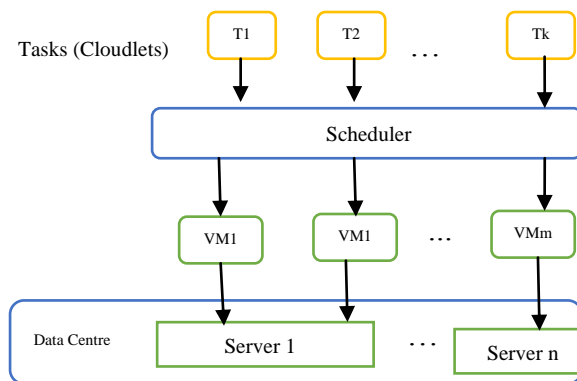 T1
T2
Tk
Tasks (Cloudlets)
...
Scheduler
VM1
VM1
...
VMm
Data Centre
Server 1
...
Server n